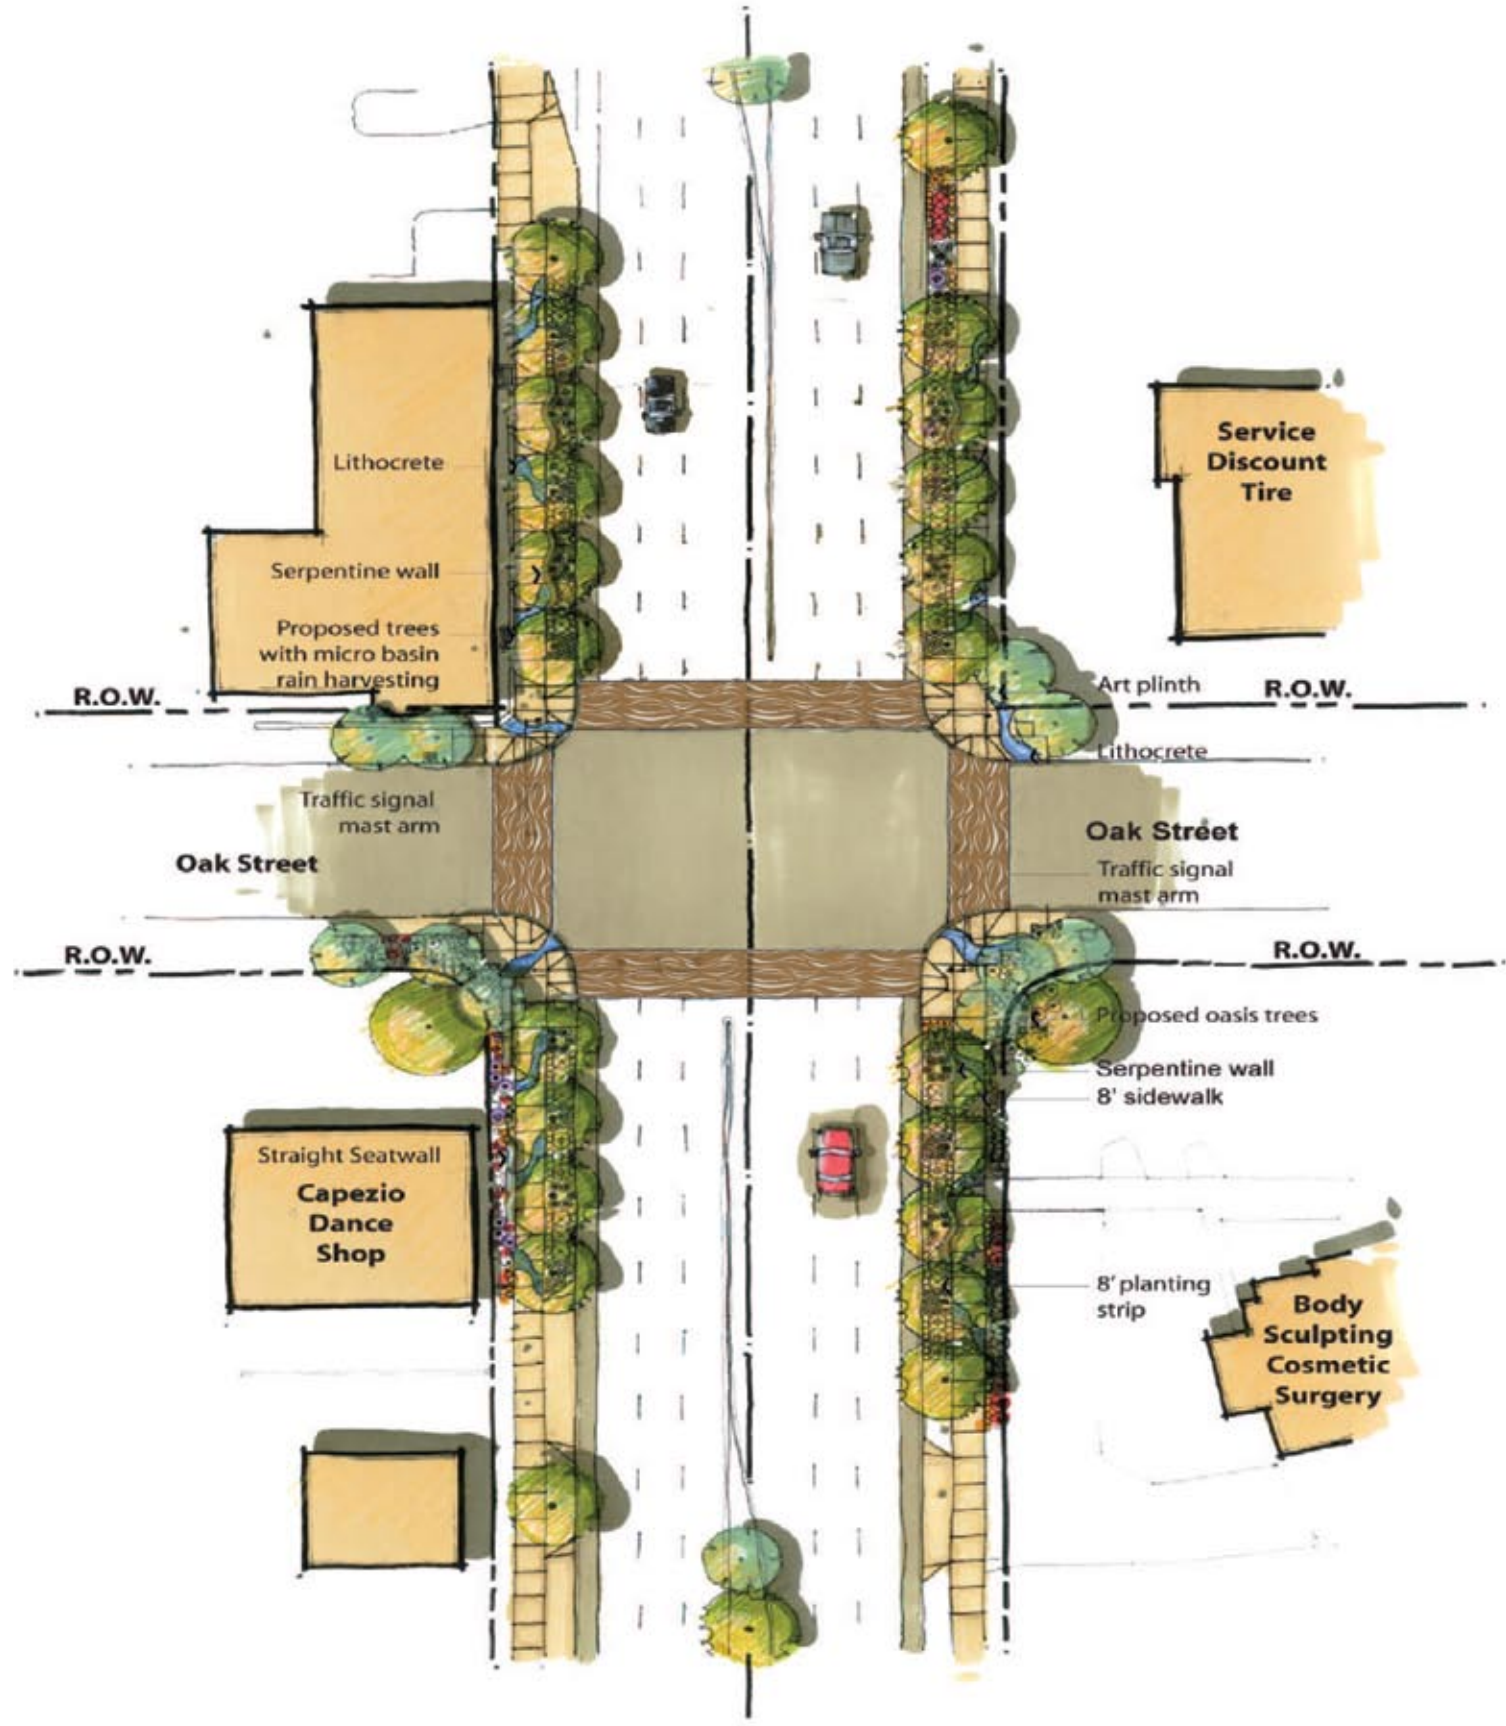 Service
Discount
Tire
Lithocrete
Serpentine wall
Proposed trees
with micro basin
rain harvesting
R.O.W.
Art plinth
R.O.W.
Lithocrete
Traffic signal
mast arm
Oak Street
Oak Street
Traffic signal
mast arm
R.O.W.
R.O.W.
Proposed oasis trees
Serpentine wall
8' sidewalk
Straight Seatwall
Capezio
Dance
Shop
8' planting
strip
Body
Sculpting
Cosmetic
Surgery